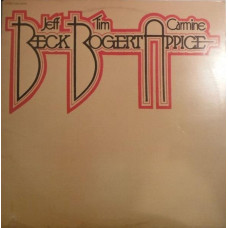 Jeff Tim Carmine
BECK BOGERT APPICE